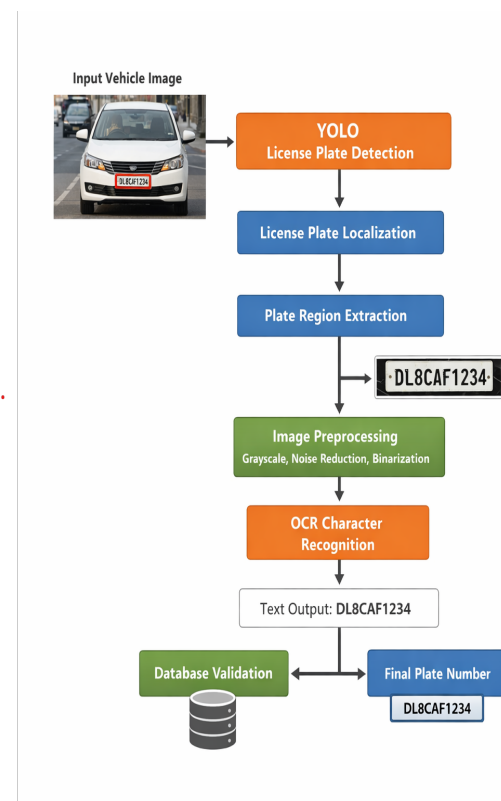 Input Vehicle Image
DL8CAF1234
YOLO
License Plate Detection
License Plate Localization
Plate Region Extraction
DL8CAF1234
Image Preprocessing
Grayscale, Noise Reduction, Binarization
OCR Character
Recognition
Text Output: DL8CAF1234
Database Validation
Final Plate Number
DL8CAF1234